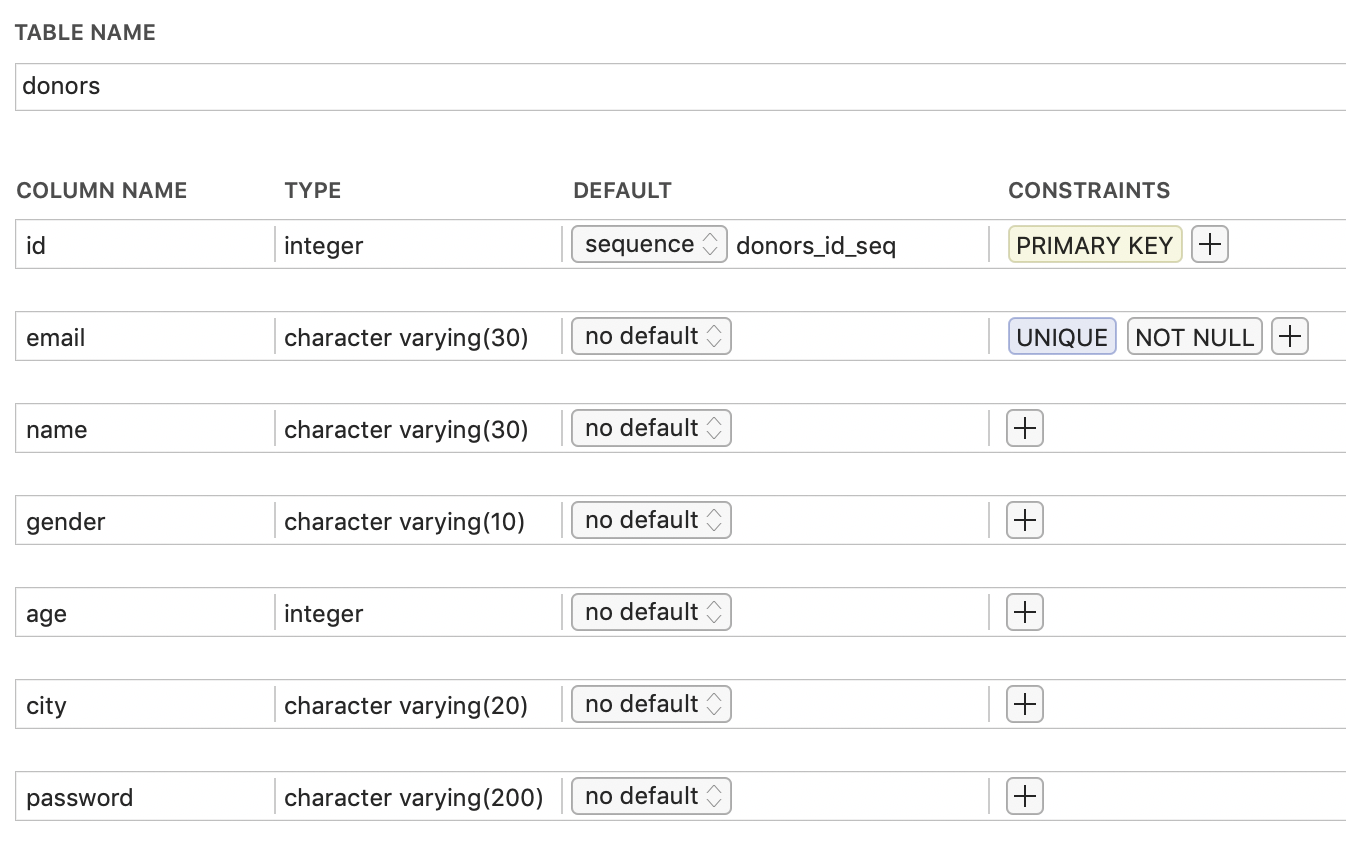 TABLE NAME
donors
COLUMN NAME TYPE DEFAULT CONSTRAINTS
id integer sequence donors_id_seq PRIMARY KEY +
email character varying(30) no default UNIQUE NOT NULL +
name character varying(30) no default +
gender character varying(10) no default +
age integer no default +
city character varying(20) no default +
password character varying(200) no default +